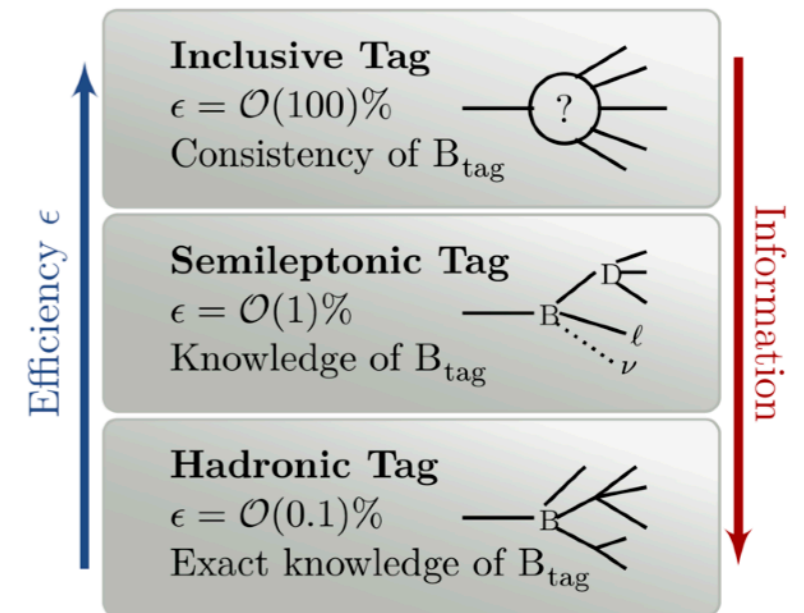 Inclusive Tag
ϵ = 𝒪(100)%
Consistency of B_tag
?
Semileptonic Tag
ϵ = 𝒪(1)%
Knowledge of B_tag
D
B
ℓ
ν
Hadronic Tag
ϵ = 𝒪(0.1)%
Exact knowledge of B_tag
B
Efficiency ϵ
Information